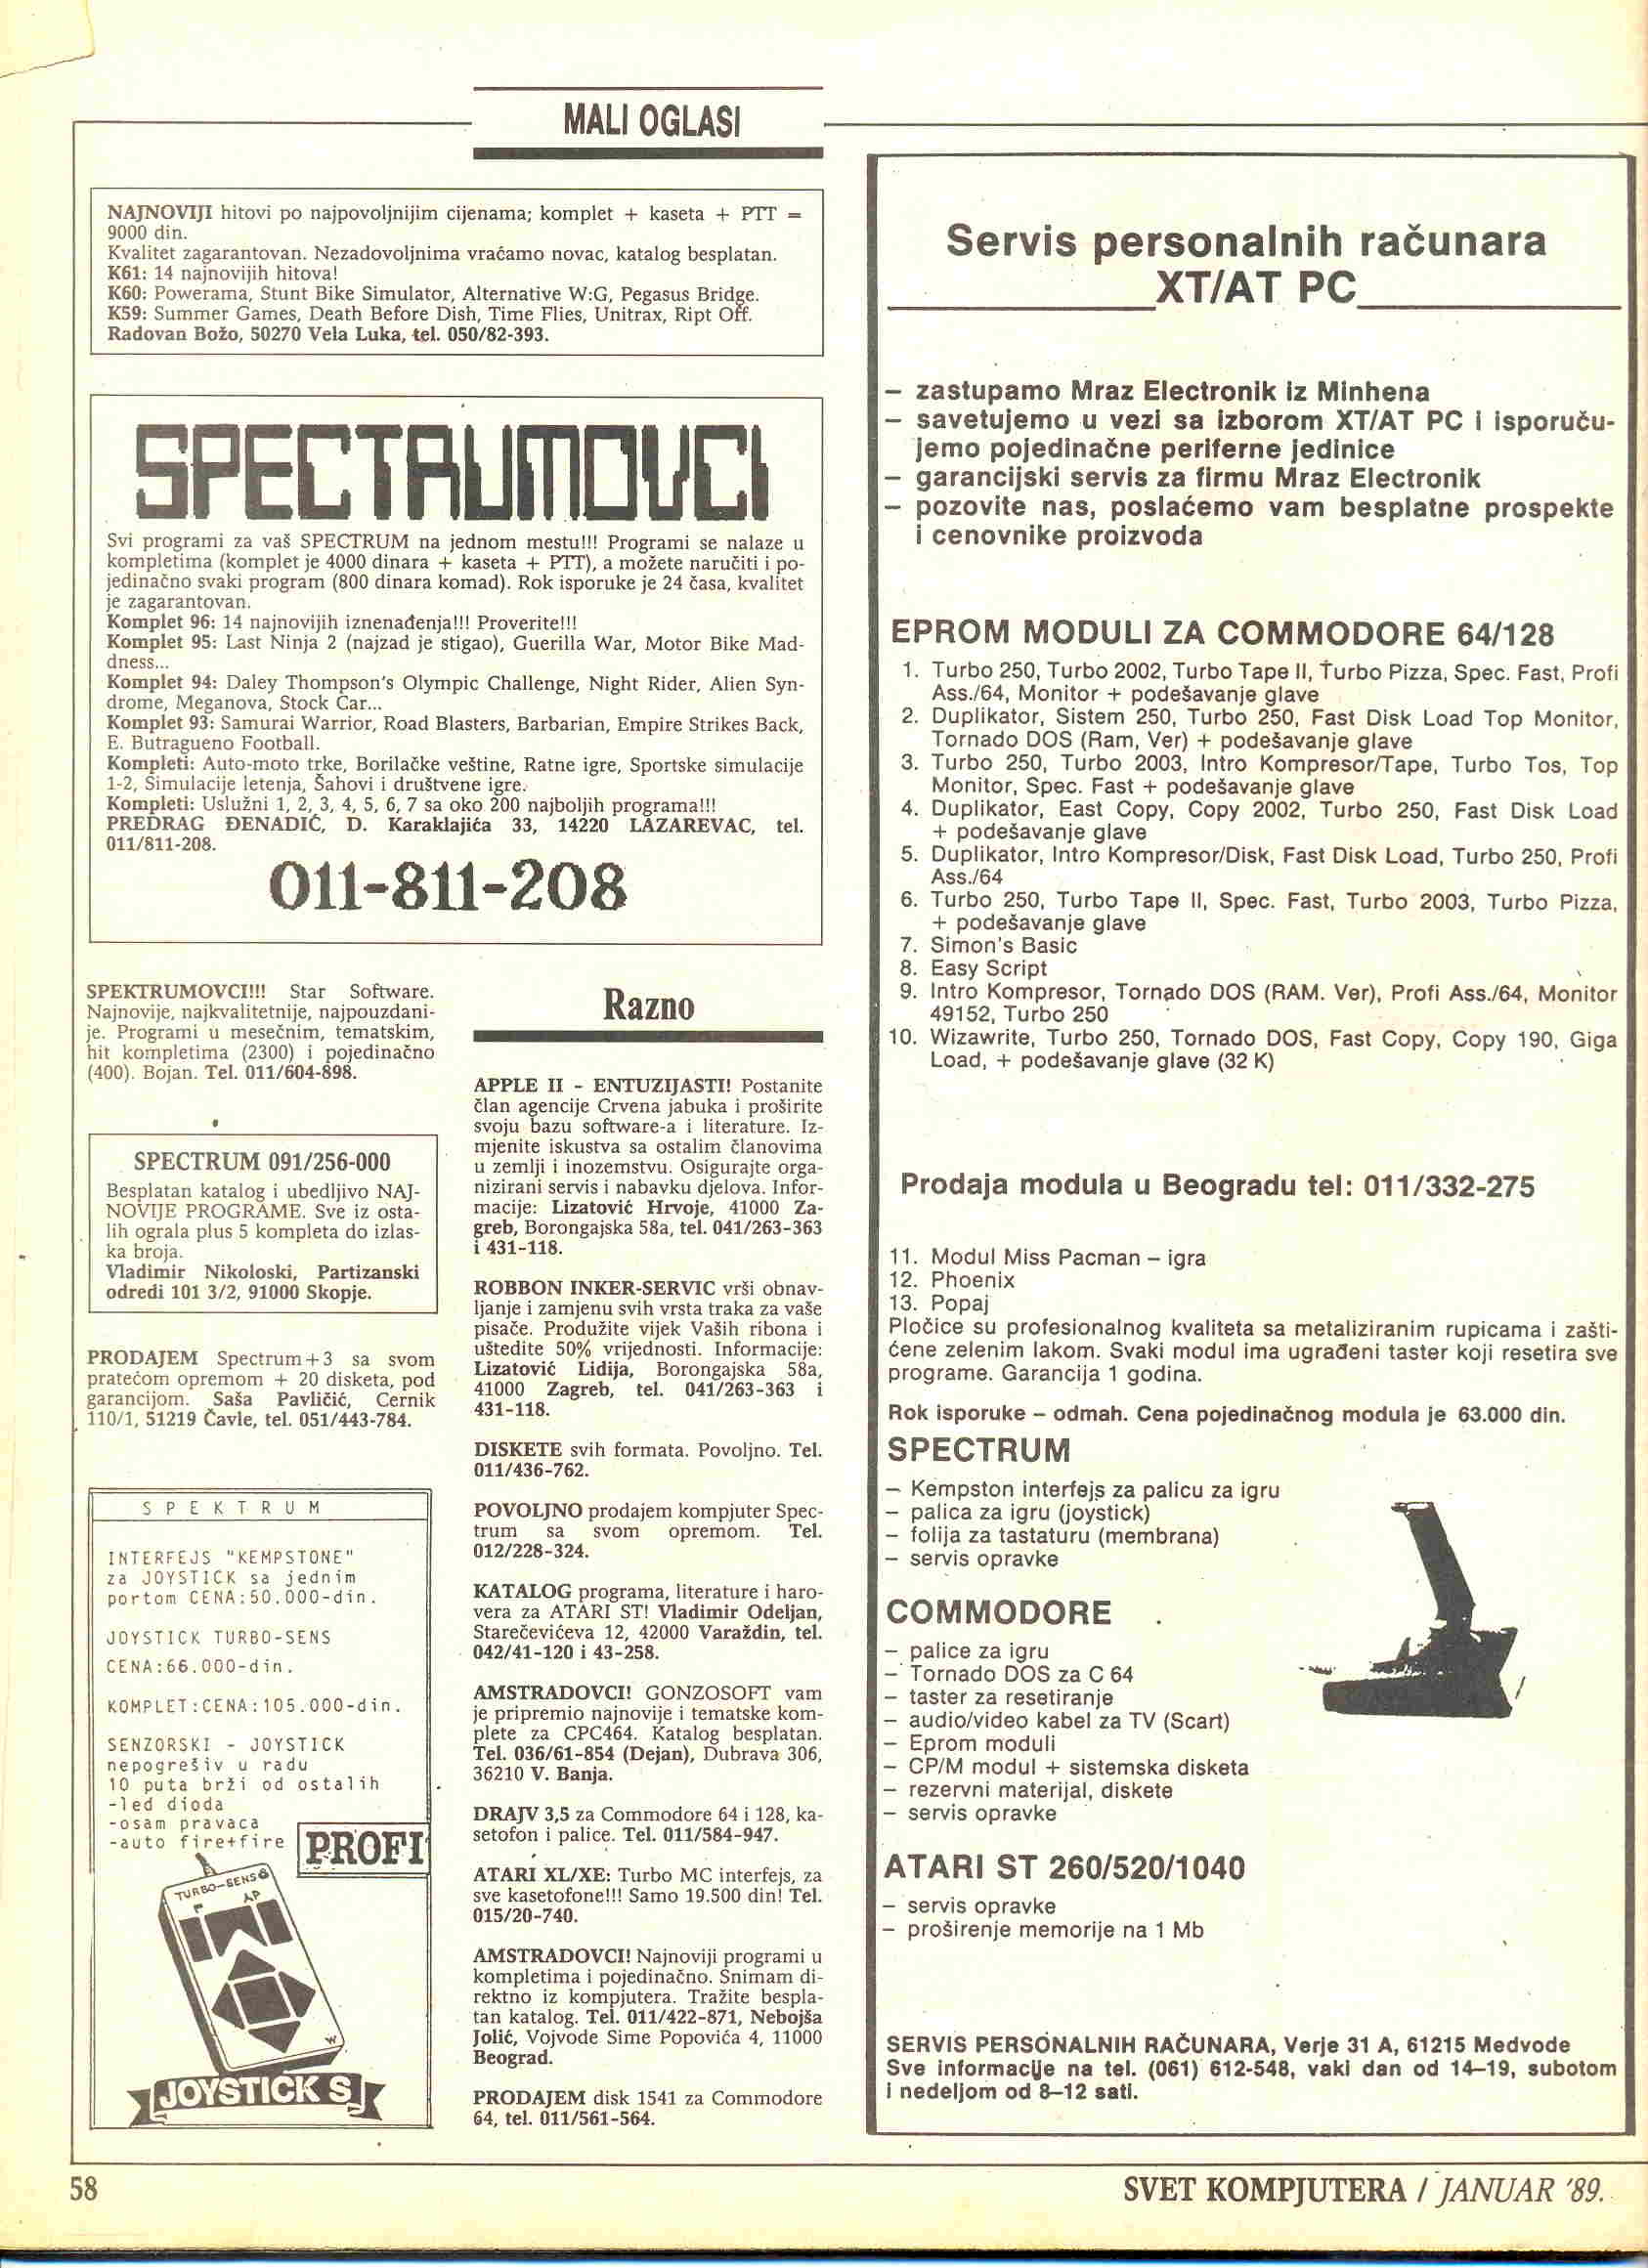 MALI OGLASI
NAJNOVIJI hitovi po najpovoljnijim cijenama; komplet + kaseta + PTT =
9000 din.
Kvalitet zagarantovan. Nezadovoljnima vraćamo novac, katalog besplatan.
K61: 14 najnovijih hitova!
K60: Powerama, Stunt Bike Simulator, Alternative W:G, Pegasus Bridge.
K59: Summer Games, Death Before Dish, Time Flies, Unitrax, Ript Off.
Radovan Božo, 50270 Vela Luka, tel. 050/82-393.
SPECTRUMOVCI
Svi programi za vaš SPECTRUM na jednom mestu!!! Programi se nalaze u
kompletima (komplet je 4000 dinara + kaseta + PTT), a možete naručiti i po-
jedinačno svaki program (800 dinara komad). Rok isporuke je 24 časa, kvalitet
je zagarantovan.
Komplet 96: 14 najnovijih iznenađenja!!! Proverite!!!
Komplet 95: Last Ninja 2 (najzad je stigao), Guerilla War, Motor Bike Mad-
dness...
Komplet 94: Daley Thompson's Olympic Challenge, Night Rider, Alien Syn-
drome, Meganova, Stock Car...
Komplet 93: Samurai Warrior, Road Blasters, Barbarian, Empire Strikes Back,
E. Butragueno Football.
Kompleti: Auto-moto trke, Borilačke veštine, Ratne igre, Sportske simulacije
1-2, Simulacije letenja, Šahovi i društvene igre.
Kompleti: Uslužni 1, 2, 3, 4, 5, 6, 7 sa oko 200 najboljih programa!!!
PREDRAG ĐENADIĆ, D. Karaklajića 33, 14220 LAZAREVAC, tel.
011/811-208.
011-811-208
SPEKTRUMOVCI!!! Star Software.
Najnovije, najkvalitetnije, najpouzdani-
je. Programi u mesečnim, tematskim,
hit kompletima (2300) i pojedinačno
(400). Bojan. Tel. 011/604-898.
SPECTRUM 091/256-000
Besplatan katalog i ubedljivo NAJ-
NOVIJE PROGRAME. Sve iz osta-
lih ograla plus 5 kompleta do izlas-
ka broja.
Vladimir Nikoloski, Partizanski
odredi 101 3/2, 91000 Skopje.
PRODAJEM Spectrum+3 sa svom
pratećom opremom + 20 disketa, pod
garancijom. Saša Pavličić, Cernik
110/1, 51219 Čavle, tel. 051/443-784.
SPEKTRUM
INTERFEJS "KEMPSTONE"
za JOYSTICK sa jednim
portom CENA:50.000-din.
JOYSTICK TURBO-SENS
CENA:66.000-din.
KOMPLET:CENA:105.000-din.
SENZORSKI - JOYSTICK
nepogrešiv u radu
10 puta brži od ostalih
-led dioda
-osam pravaca
-auto fire+fire
PROFI
TURBO-SENS
F AP
W
JOYSTICK S
Razno
APPLE II - ENTUZIJASTI! Postanite
član agencije Crvena jabuka i proširite
svoju bazu software-a i literature. Iz-
mjenite iskustva sa ostalim članovima
u zemlji i inozemstvu. Osigurajte orga-
nizirani servis i nabavku djelova. Infor-
macije: Lizatović Hrvoje, 41000 Za-
greb, Borongajska 58a, tel. 041/263-363
i 431-118.
ROBBON INKER-SERVIC vrši obnav-
ljanje i zamjenu svih vrsta traka za vaše
pisače. Produžite vijek Vaših ribona i
uštedite 50% vrijednosti. Informacije:
Lizatović Lidija, Borongajska 58a,
41000 Zagreb, tel. 041/263-363 i
431-118.
DISKETE svih formata. Povoljno. Tel.
011/436-762.
POVOLJNO prodajem kompjuter Spec-
trum sa svom opremom. Tel.
012/228-324.
KATALOG programa, literature i haro-
vera za ATARI ST! Vladimir Odeljan,
Starečevićeva 12, 42000 Varaždin, tel.
042/41-120 i 43-258.
AMSTRADOVCI! GONZOSOFT vam
je pripremio najnovije i tematske kom-
plete za CPC464. Katalog besplatan.
Tel. 036/61-854 (Dejan), Dubrava 306,
36210 V. Banja.
DRAJV 3,5 za Commodore 64 i 128, ka-
setofon i palice. Tel. 011/584-947.
ATARI XL/XE: Turbo MC interfejs, za
sve kasetofone!!! Samo 19.500 din! Tel.
015/20-740.
AMSTRADOVCI! Najnoviji programi u
kompletima i pojedinačno. Snimam di-
rektno iz kompjutera. Tražite bespla-
tan katalog. Tel. 011/422-871, Nebojša
Jolić, Vojvode Sime Popovića 4, 11000
Beograd.
PRODAJEM disk 1541 za Commodore
64, tel. 011/561-564.
Servis personalnih računara
XT/AT PC
– zastupamo Mraz Electronik iz Minhena
– savetujemo u vezi sa izborom XT/AT PC i isporuču-
jemo pojedinačne periferne jedinice
– garancijski servis za firmu Mraz Electronik
– pozovite nas, poslaćemo vam besplatne prospekte
i cenovnike proizvoda
EPROM MODULI ZA COMMODORE 64/128
1. Turbo 250, Turbo 2002, Turbo Tape II, Turbo Pizza, Spec. Fast, Profi
Ass./64, Monitor + podešavanje glave
2. Duplikator, Sistem 250, Turbo 250, Fast Disk Load Top Monitor,
Tornado DOS (Ram, Ver) + podešavanje glave
3. Turbo 250, Turbo 2003, Intro Kompresor/Tape, Turbo Tos, Top
Monitor, Spec. Fast + podešavanje glave
4. Duplikator, East Copy, Copy 2002, Turbo 250, Fast Disk Load
+ podešavanje glave
5. Duplikator, Intro Kompresor/Disk, Fast Disk Load, Turbo 250, Profi
Ass./64
6. Turbo 250, Turbo Tape II, Spec. Fast, Turbo 2003, Turbo Pizza,
+ podešavanje glave
7. Simon's Basic
8. Easy Script
9. Intro Kompresor, Tornado DOS (RAM. Ver), Profi Ass./64, Monitor
49152, Turbo 250
10. Wizawrite, Turbo 250, Tornado DOS, Fast Copy, Copy 190, Giga
Load, + podešavanje glave (32 K)
Prodaja modula u Beogradu tel: 011/332-275
11. Modul Miss Pacman – igra
12. Phoenix
13. Popaj
Pločice su profesionalnog kvaliteta sa metaliziranim rupicama i zašti-
ćene zelenim lakom. Svaki modul ima ugrađeni taster koji resetira sve
programe. Garancija 1 godina.
Rok isporuke – odmah. Cena pojedinačnog modula je 63.000 din.
SPECTRUM
– Kempston interfejs za palicu za igru
– palica za igru (joystick)
– folija za tastaturu (membrana)
– servis opravke
COMMODORE
– palice za igru
– Tornado DOS za C 64
– taster za resetiranje
– audio/video kabel za TV (Scart)
– Eprom moduli
– CP/M modul + sistemska disketa
– rezervni materijal, diskete
– servis opravke
ATARI ST 260/520/1040
– servis opravke
– proširenje memorije na 1 Mb
SERVIS PERSONALNIH RAČUNARA, Verje 31 A, 61215 Medvode
Sve informacije na tel. (061) 612-548, vaki dan od 14–19, subotom
i nedeljom od 8–12 sati.
58
SVET KOMPJUTERA / JANUAR '89.